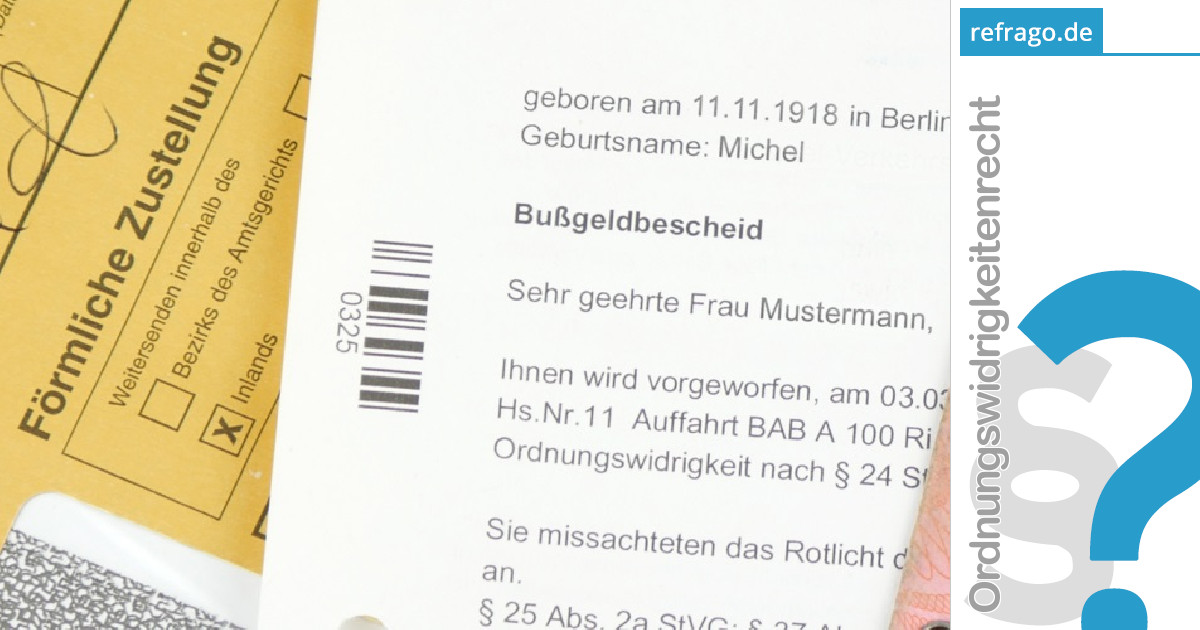 Förmliche Zustellung
Weitersenden innerhalb des
Bezirks des Amtsgerichts
X Inlands
0325
geboren am 11.11.1918 in Berlin
Geburtsname: Michel
Bußgeldbescheid
Sehr geehrte Frau Mustermann,
Ihnen wird vorgeworfen, am 03.03
Hs.Nr.11 Auffahrt BAB A 100 Ri
Ordnungswidrigkeit nach § 24 St
Sie missachteten das Rotlicht d
an.
§ 25 Abs. 2a StVG; § 37 A
refrago.de
Ordnungswidrigkeitenrecht
§
?